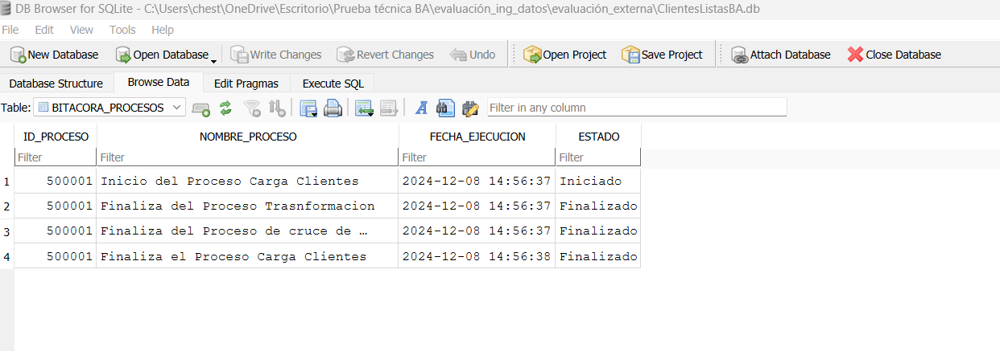 DB Browser for SQLite - C:\Users\chest\OneDrive\Escritorio\Prueba técnica BA\evaluación_ing_datos\evaluación_externa\ClientesListasBA.db
File Edit View Tools Help
New Database Open Database Write Changes Revert Changes Undo Open Project Save Project Attach Database Close Database
Database Structure Browse Data Edit Pragmas Execute SQL
Table: BITACORA_PROCESOS Filter in any column
ID_PROCESO NOMBRE_PROCESO FECHA_EJECUCION ESTADO
Filter Filter Filter Filter
1 500001 Inicio del Proceso Carga Clientes 2024-12-08 14:56:37 Iniciado
2 500001 Finaliza del Proceso Trasnformacion 2024-12-08 14:56:37 Finalizado
3 500001 Finaliza del Proceso de cruce de … 2024-12-08 14:56:37 Finalizado
4 500001 Finaliza el Proceso Carga Clientes 2024-12-08 14:56:38 Finalizado